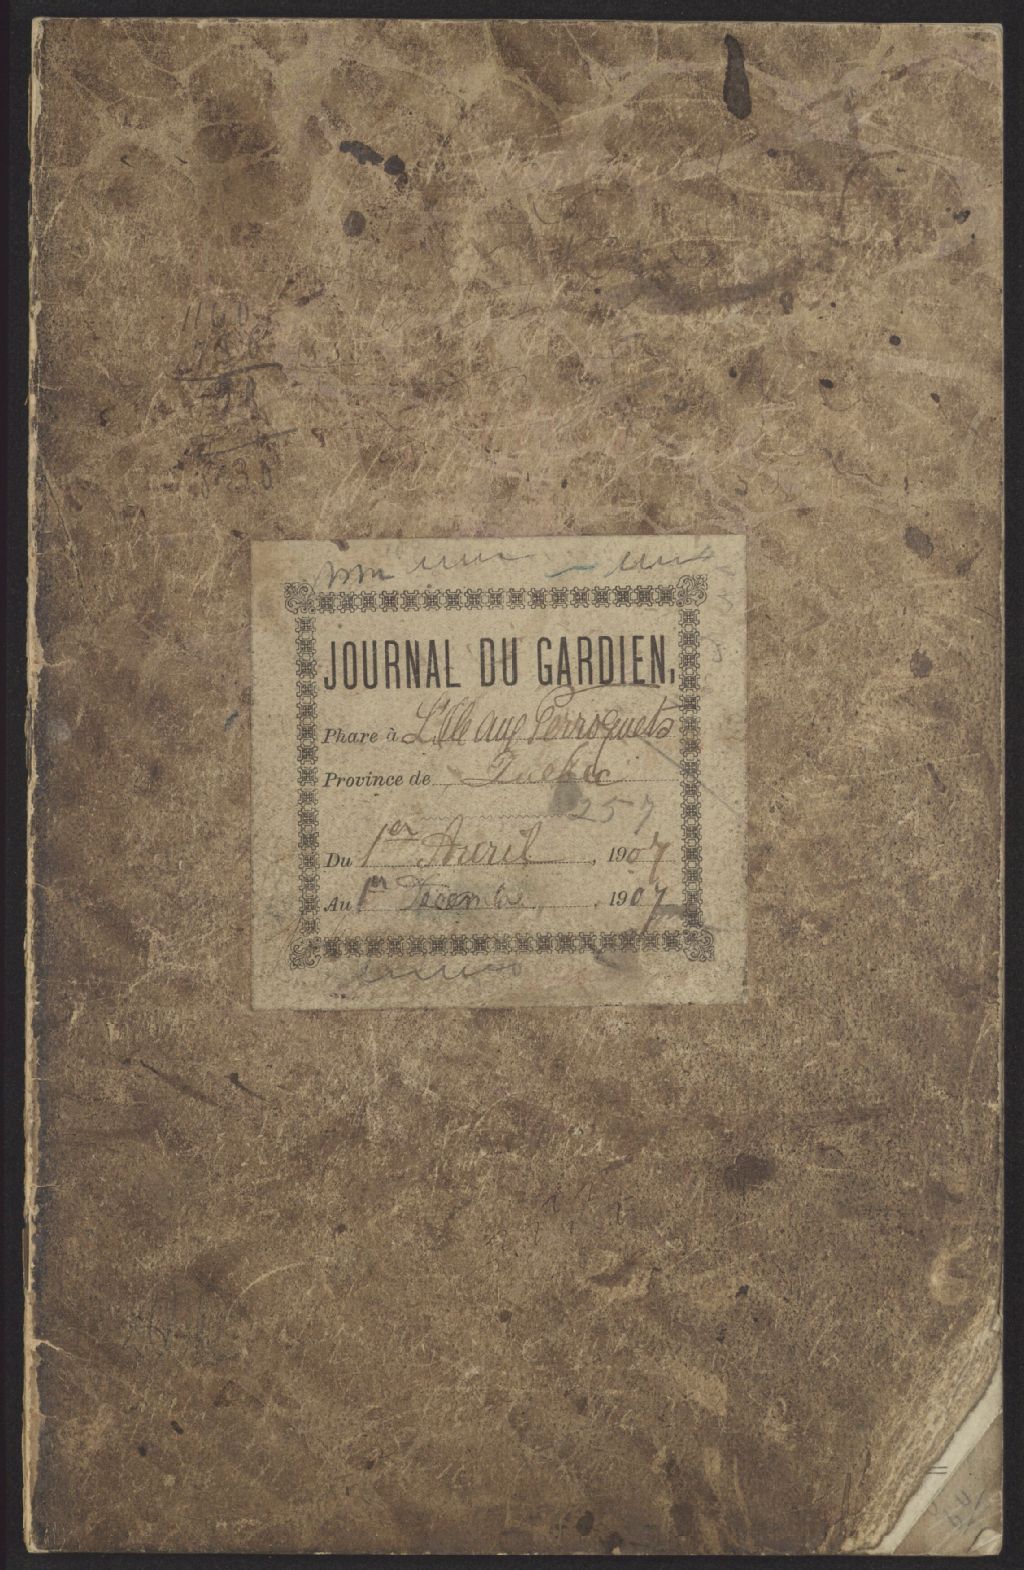 JOURNAL DU GARDIEN,
Phare à L'Ile aux Perroquets
Province de Québec
257
Du 1er Avril, 1907
Au 1er Décembre, 1907